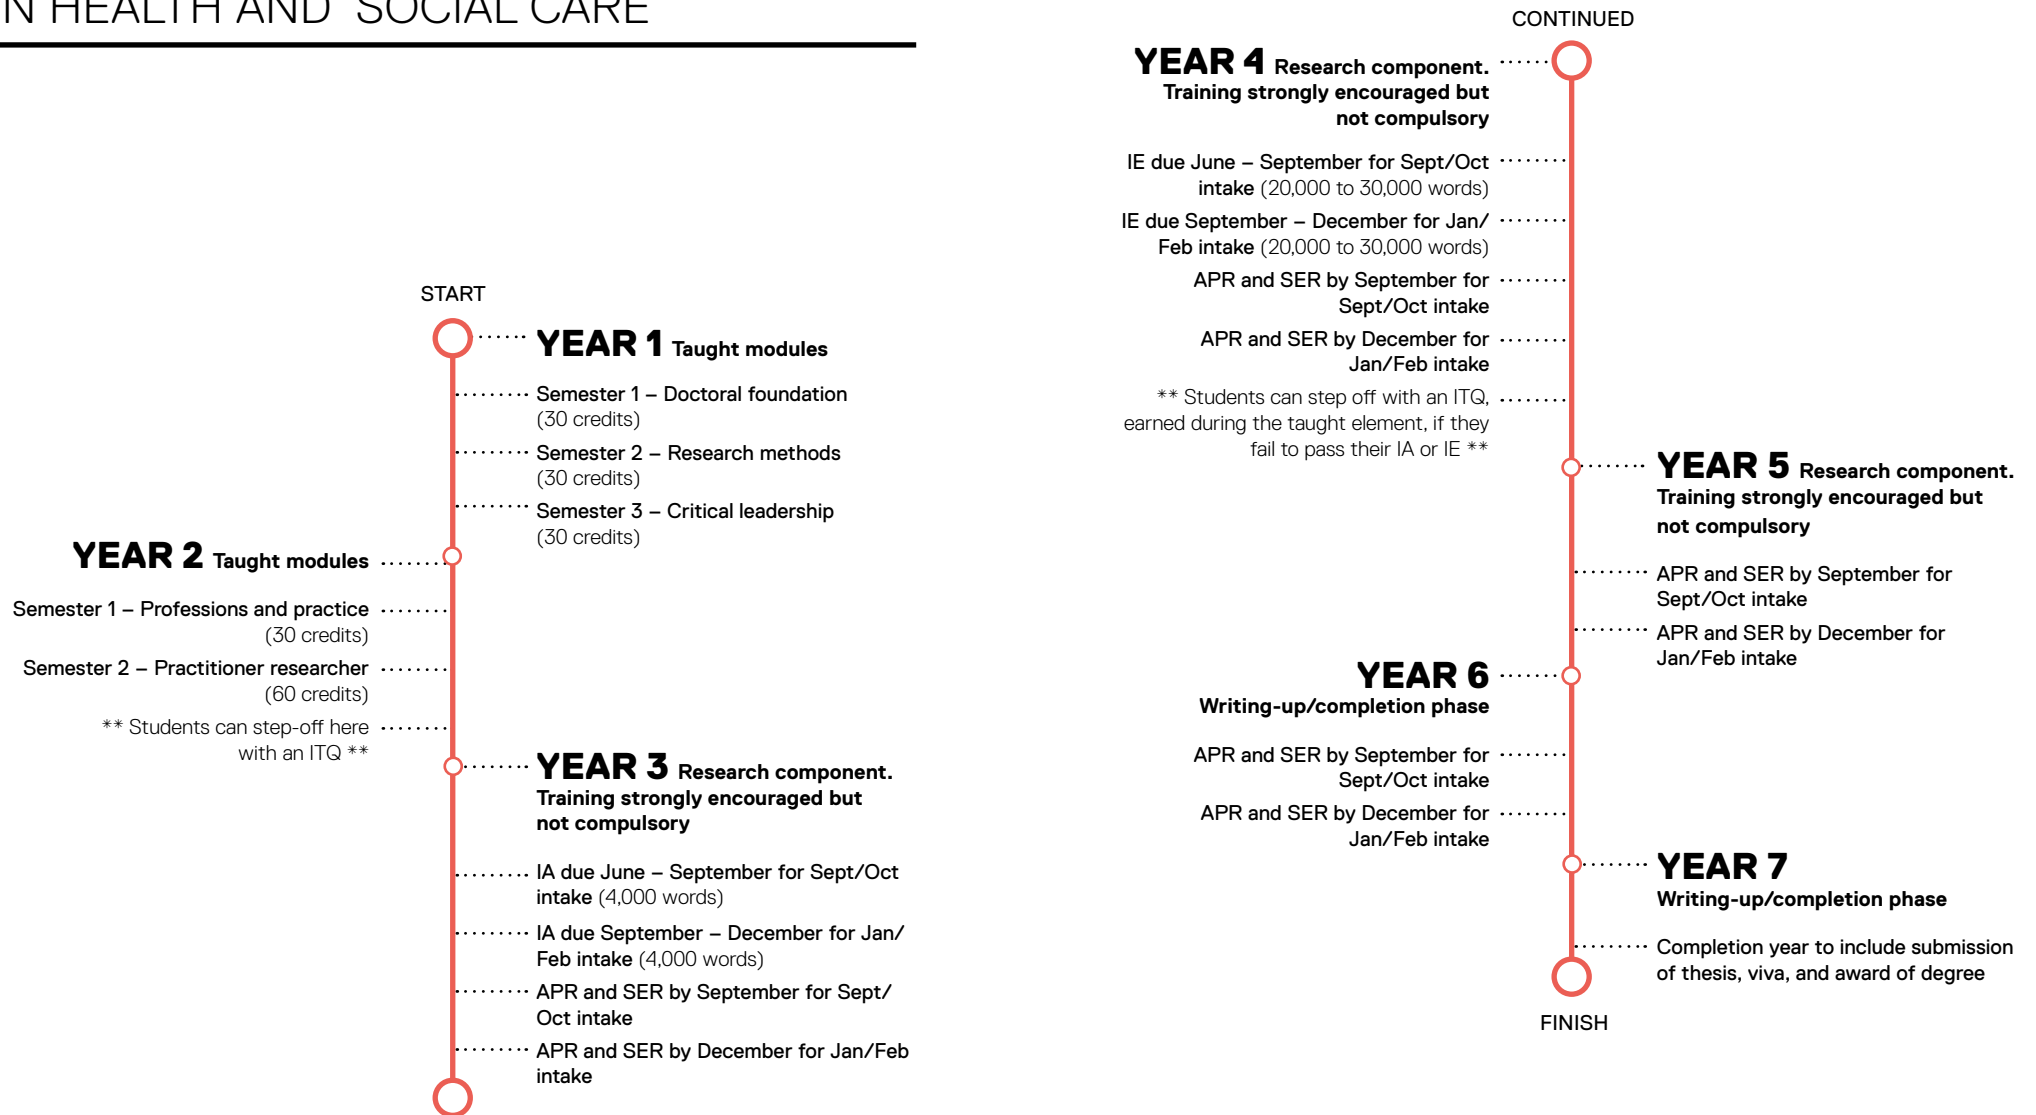 IN HEALTH AND SOCIAL CARE
START
YEAR 1 Taught modules
Semester 1 – Doctoral foundation
(30 credits)
Semester 2 – Research methods
(30 credits)
Semester 3 – Critical leadership
(30 credits)
YEAR 2 Taught modules
Semester 1 – Professions and practice
(30 credits)
Semester 2 – Practitioner researcher
(60 credits)
** Students can step-off here
with an ITQ **
YEAR 3 Research component.
Training strongly encouraged but
not compulsory
IA due June – September for Sept/Oct
intake (4,000 words)
IA due September – December for Jan/
Feb intake (4,000 words)
APR and SER by September for Sept/
Oct intake
APR and SER by December for Jan/Feb
intake
CONTINUED
YEAR 4 Research component.
Training strongly encouraged but
not compulsory
IE due June – September for Sept/Oct
intake (20,000 to 30,000 words)
IE due September – December for Jan/
Feb intake (20,000 to 30,000 words)
APR and SER by September for
Sept/Oct intake
APR and SER by December for
Jan/Feb intake
** Students can step off with an ITQ,
earned during the taught element, if they
fail to pass their IA or IE **
YEAR 5 Research component.
Training strongly encouraged but
not compulsory
APR and SER by September for
Sept/Oct intake
APR and SER by December for
Jan/Feb intake
YEAR 6
Writing-up/completion phase
APR and SER by September for
Sept/Oct intake
APR and SER by December for
Jan/Feb intake
YEAR 7
Writing-up/completion phase
Completion year to include submission
of thesis, viva, and award of degree
FINISH